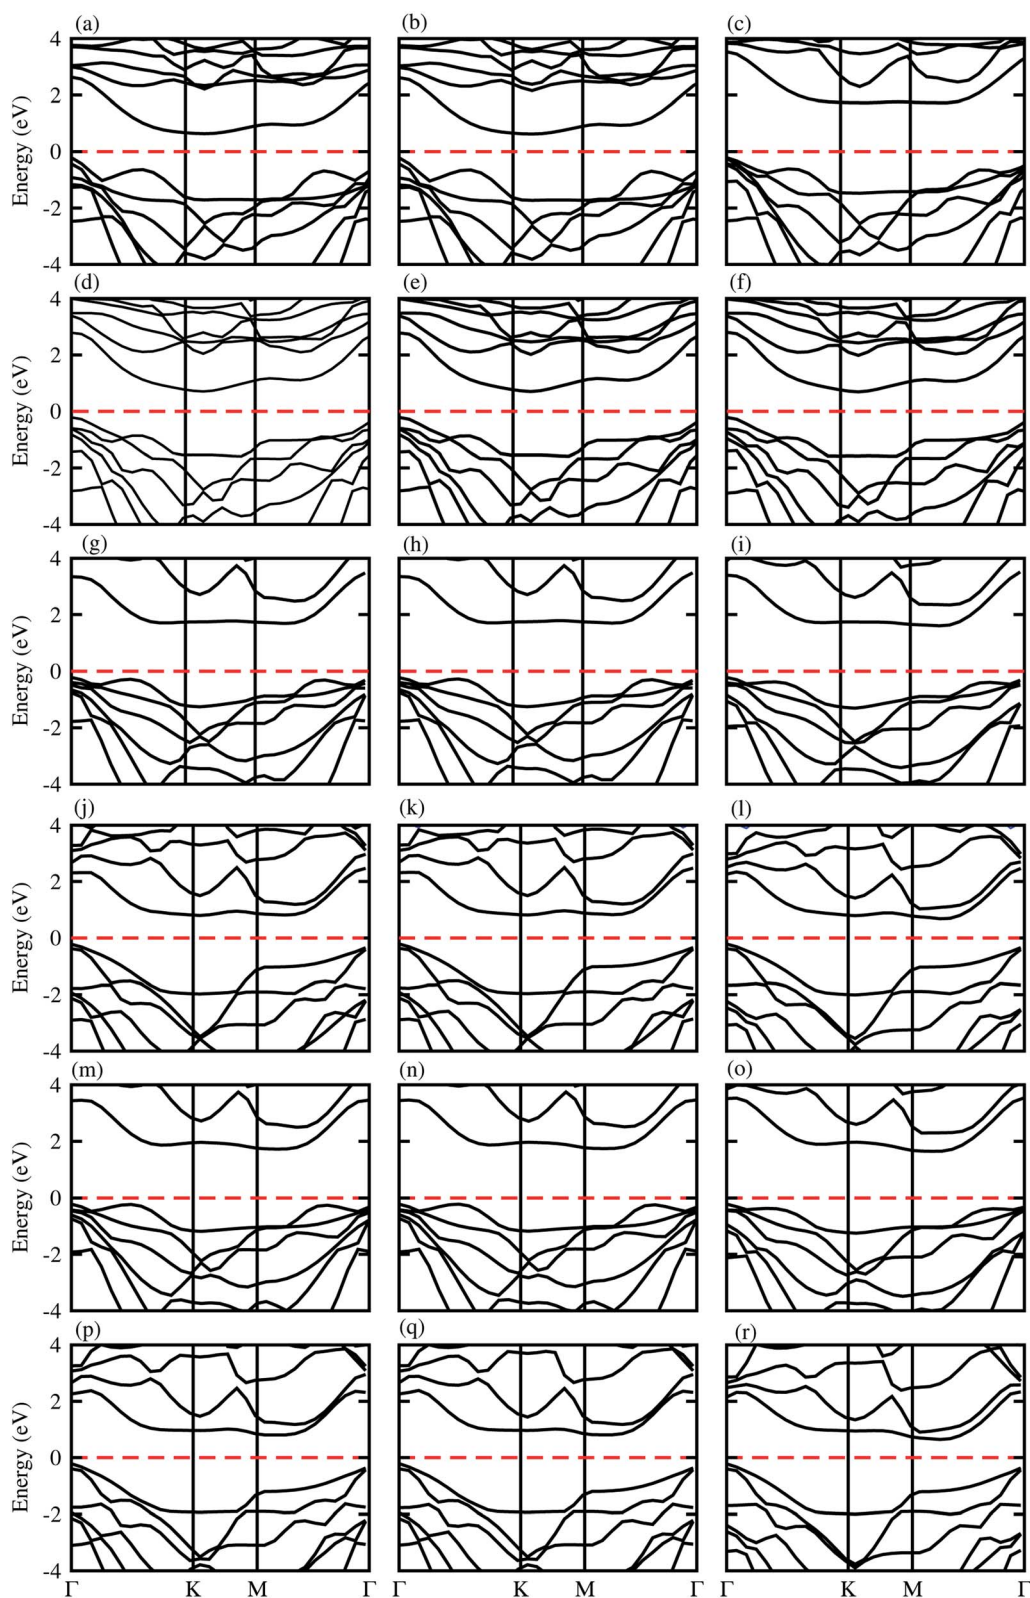 (a) (b) (c)
4
2
0
-2
-4
Energy (eV)
(d) (e) (f)
4
2
0
-2
-4
Energy (eV)
(g) (h) (i)
4
2
0
-2
-4
Energy (eV)
(j) (k) (l)
4
2
0
-2
-4
Energy (eV)
(m) (n) (o)
4
2
0
-2
-4
Energy (eV)
(p) (q) (r)
4
2
0
-2
-4
Energy (eV)
Γ K M Γ Γ K M Γ Γ K M Γ